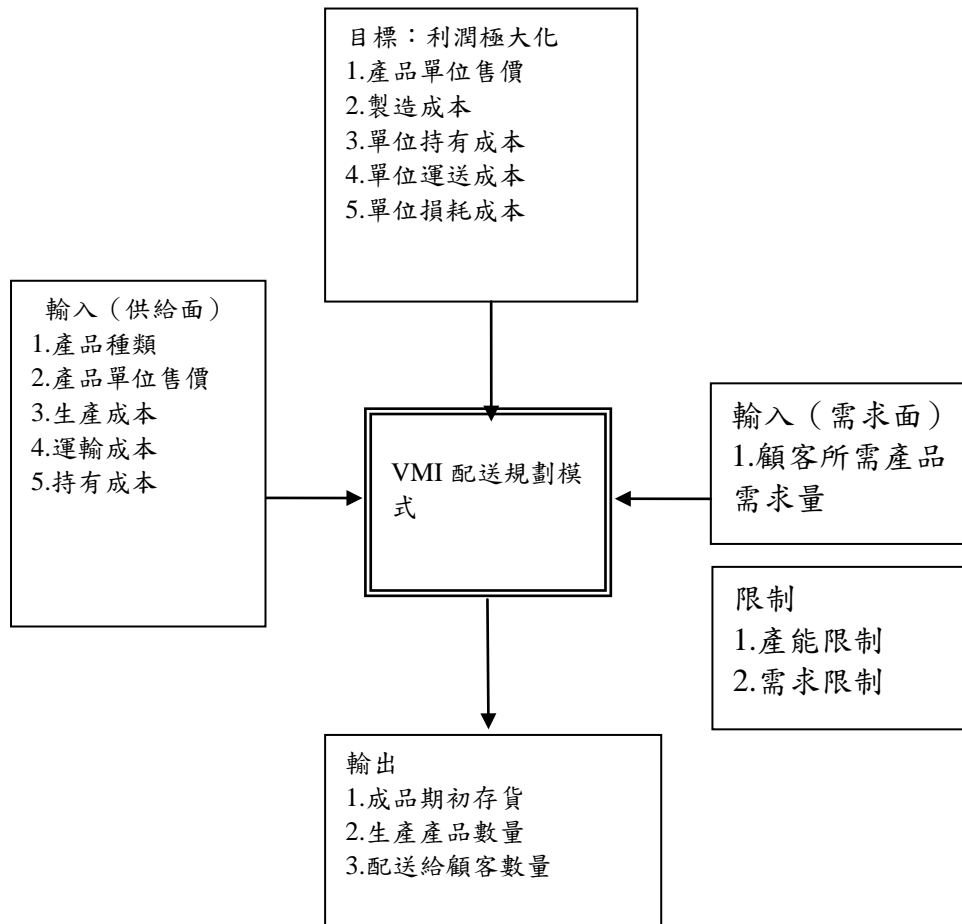 目標：利潤極大化
1.產品單位售價
2.製造成本
3.單位持有成本
4.單位運送成本
5.單位損耗成本
輸入（供給面）
1.產品種類
2.產品單位售價
3.生產成本
4.運輸成本
5.持有成本
VMI 配送規劃模
式
輸入（需求面）
1.顧客所需產品
需求量
限制
1.產能限制
2.需求限制
輸出
1.成品期初存貨
2.生產產品數量
3.配送給顧客數量